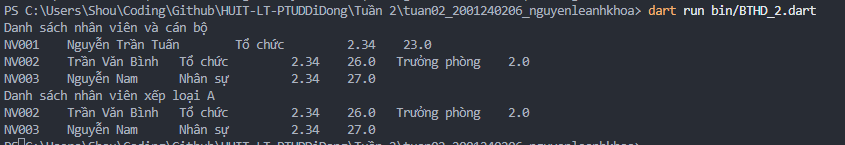 PS C:\Users\Shou\Coding\Github\HUIT-LT-PTUDDiDong\Tuần 2\tuan02_2001240206_nguyenleanhkhoa> dart run bin/BTHD_2.dart
Danh sách nhân viên và cán bộ
NV001 Nguyễn Trần Tuấn Tổ chức 2.34 23.0
NV002 Trần Văn Bình Tổ chức 2.34 26.0 Trưởng phòng 2.0
NV003 Nguyễn Nam Nhân sự 2.34 27.0
Danh sách nhân viên xếp loại A
NV002 Trần Văn Bình Tổ chức 2.34 26.0 Trưởng phòng 2.0
NV003 Nguyễn Nam Nhân sự 2.34 27.0
PS C:\Users\Shou\Coding\Github\HUIT-LT-PTUDDiDong\Tuần 2\tuan02_2001240206_nguyenleanhkhoa>